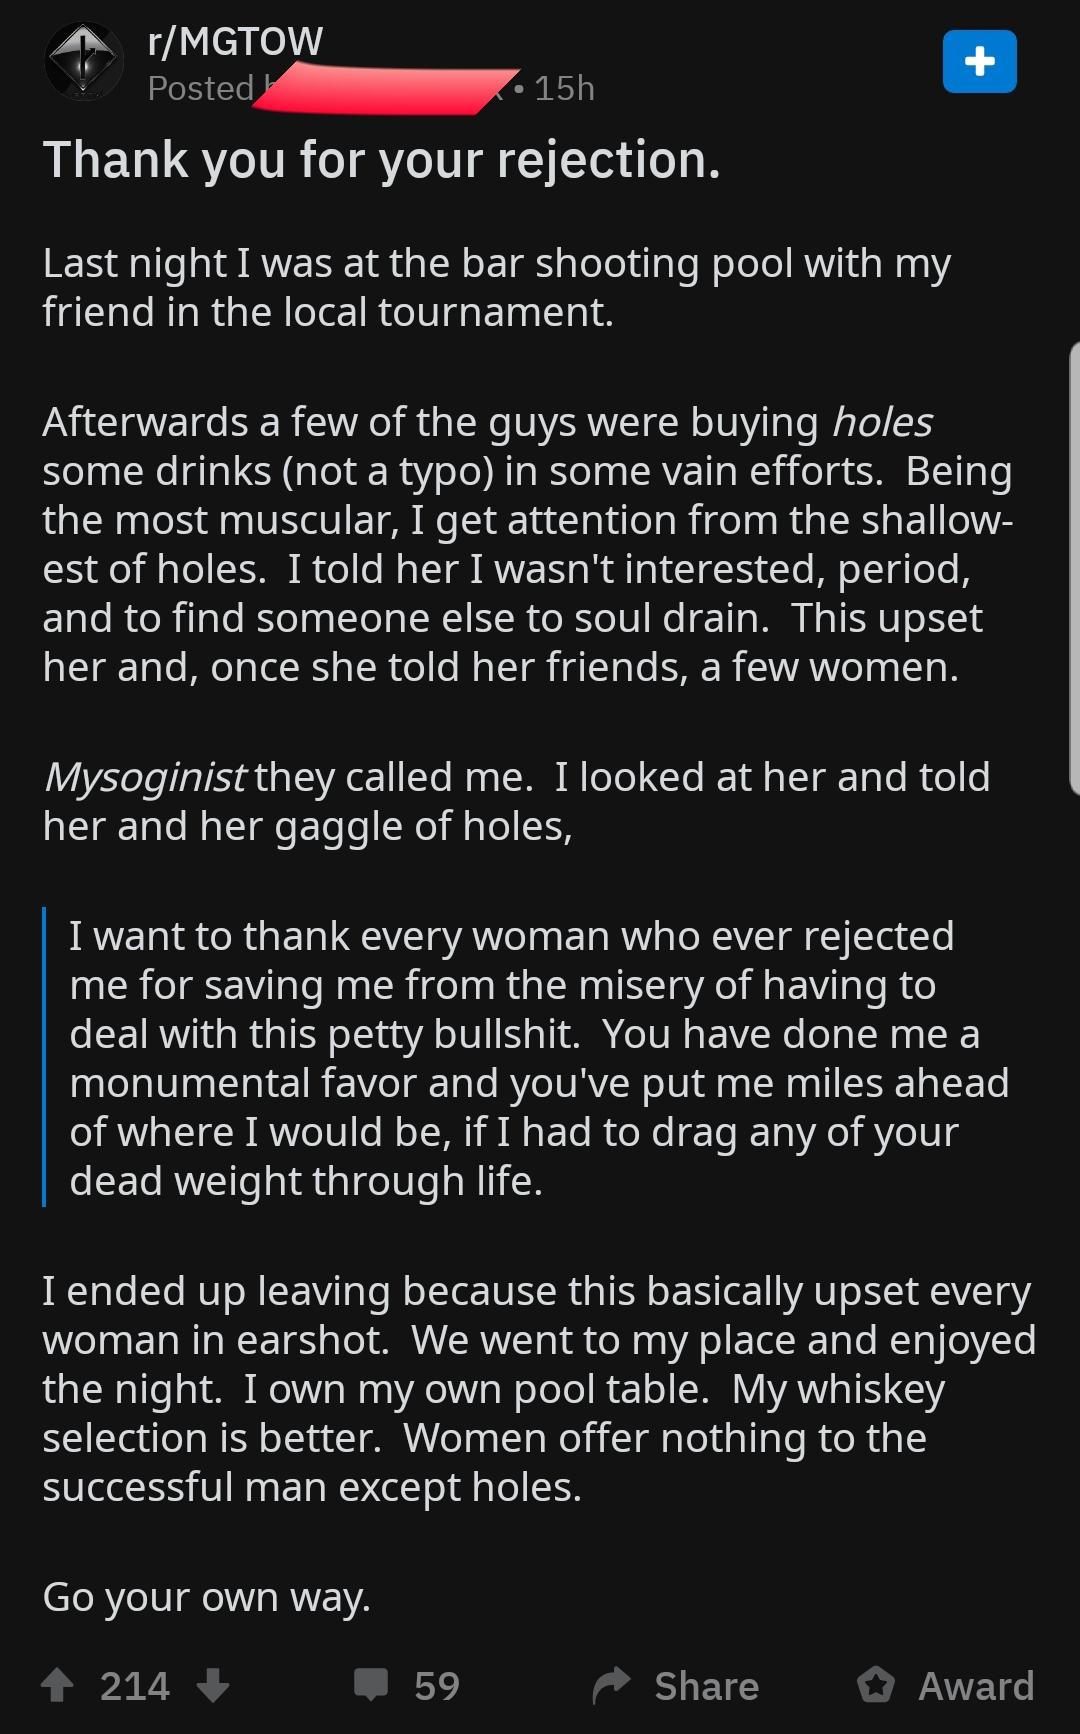 r/MGTOW
Posted • 15h
Thank you for your rejection.
Last night I was at the bar shooting pool with my
friend in the local tournament.
Afterwards a few of the guys were buying holes
some drinks (not a typo) in some vain efforts.  Being
the most muscular, I get attention from the shallow-
est of holes.  I told her I wasn't interested, period,
and to find someone else to soul drain.  This upset
her and, once she told her friends, a few women.
Mysoginist they called me.  I looked at her and told
her and her gaggle of holes,
I want to thank every woman who ever rejected
me for saving me from the misery of having to
deal with this petty bullshit.  You have done me a
monumental favor and you've put me miles ahead
of where I would be, if I had to drag any of your
dead weight through life.
I ended up leaving because this basically upset every
woman in earshot.  We went to my place and enjoyed
the night.  I own my own pool table.  My whiskey
selection is better.  Women offer nothing to the
successful man except holes.
Go your own way.
214 59 Share Award